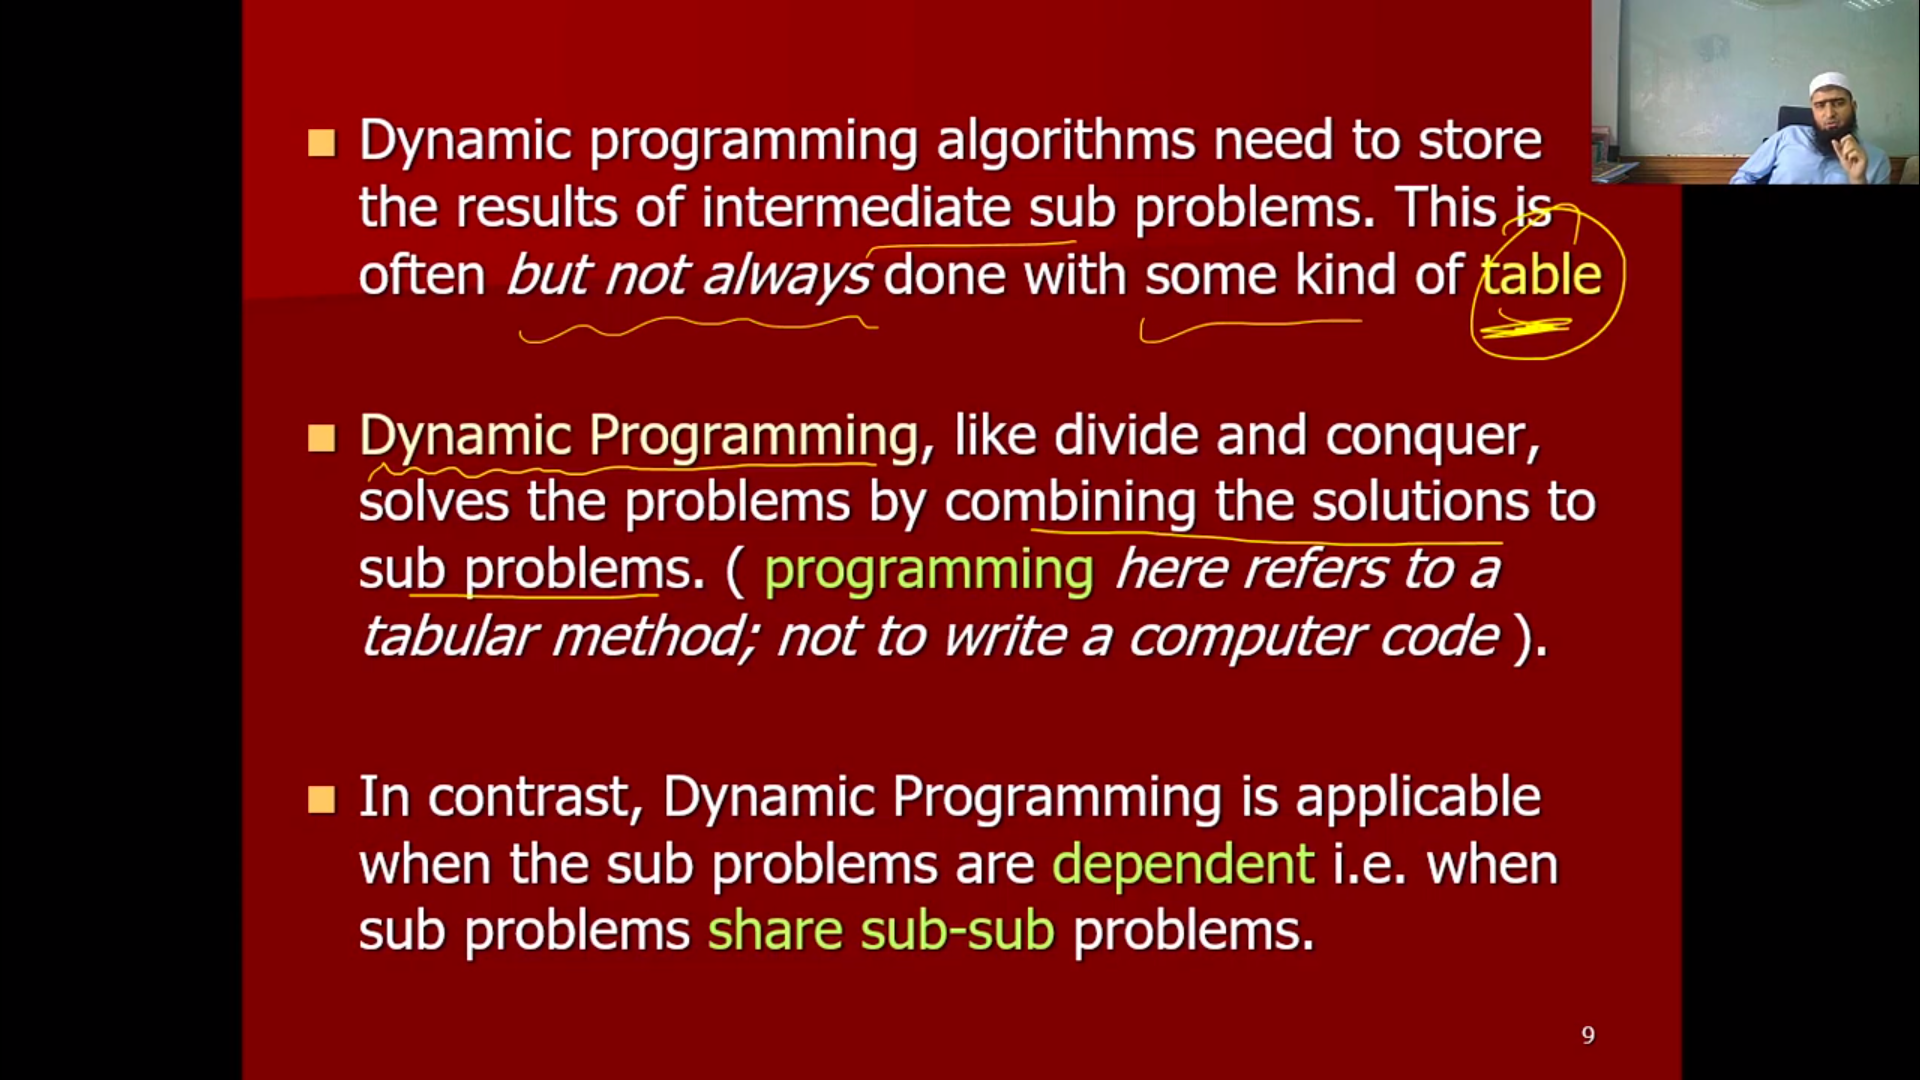 Dynamic programming algorithms need to store
the results of intermediate sub problems. This is
often but not always done with some kind of table
Dynamic Programming, like divide and conquer,
solves the problems by combining the solutions to
sub problems. ( programming here refers to a
tabular method; not to write a computer code ).
In contrast, Dynamic Programming is applicable
when the sub problems are dependent i.e. when
sub problems share sub-sub problems.
9